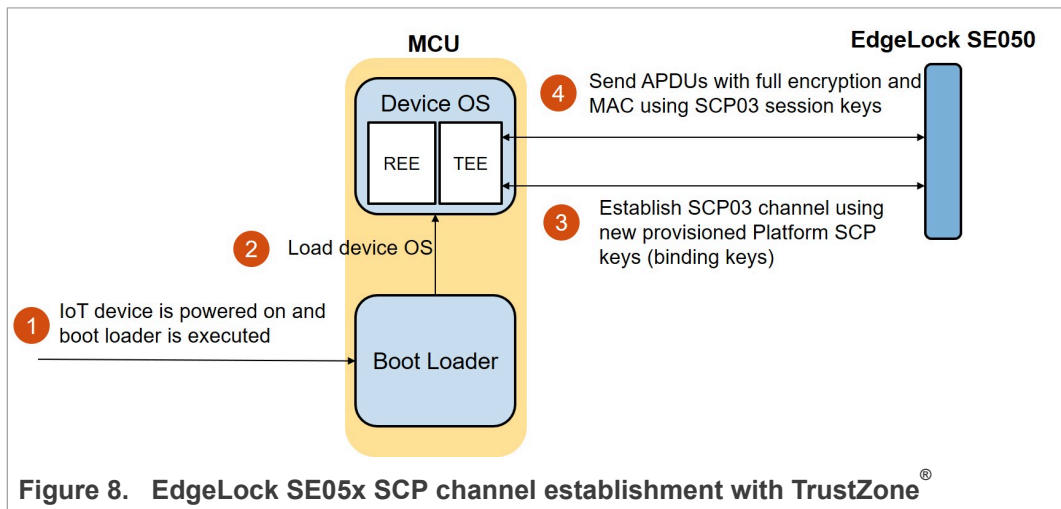 MCU
EdgeLock SE050
4
Send APDUs with full encryption and
MAC using SCP03 session keys
Device OS
REE
TEE
3
Establish SCP03 channel using
new provisioned Platform SCP
keys (binding keys)
2
Load device OS
1
IoT device is powered on and
boot loader is executed
Boot Loader
Figure 8. EdgeLock SE05x SCP channel establishment with TrustZone®